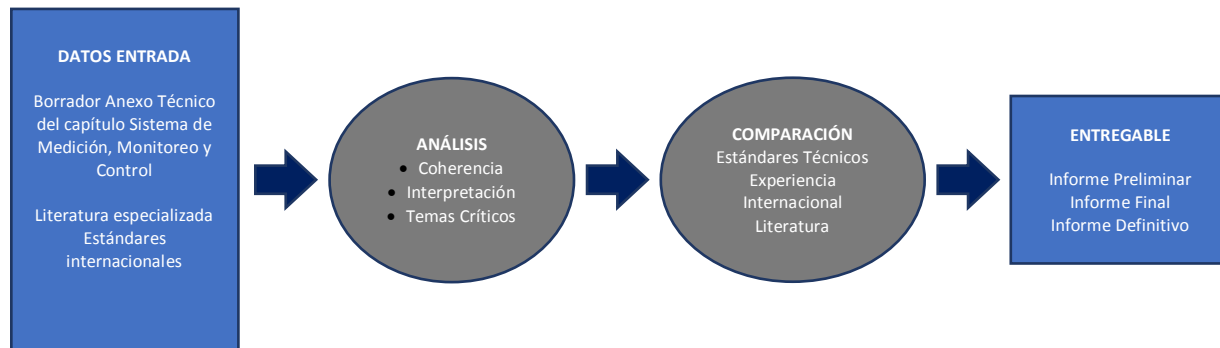 DATOS ENTRADA
Borrador Anexo Técnico
del capítulo Sistema de
Medición, Monitoreo y
Control
Literatura especializada
Estándares
internacionales
ANÁLISIS
• Coherencia
• Interpretación
• Temas Críticos
COMPARACIÓN
Estándares Técnicos
Experiencia
Internacional
Literatura
ENTREGABLE
Informe Preliminar
Informe Final
Informe Definitivo